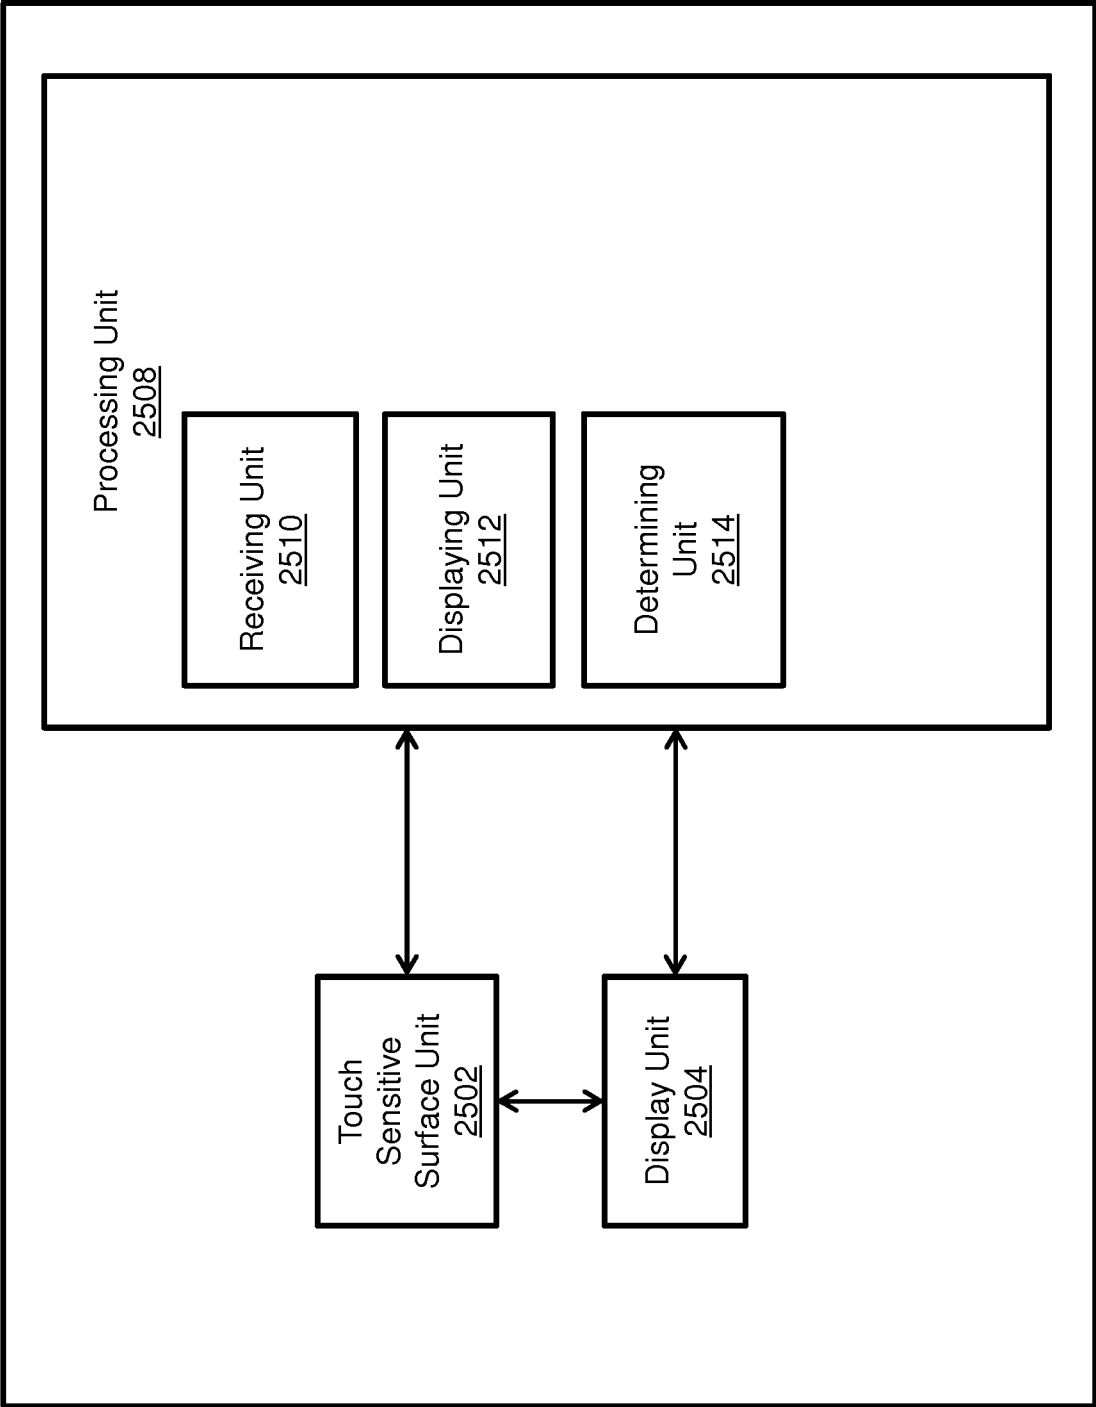 Processing Unit
2508
Receiving Unit
2510
Displaying Unit
2512
Determining
Unit
2514
Touch
Sensitive
Surface Unit
2502
Display Unit
2504